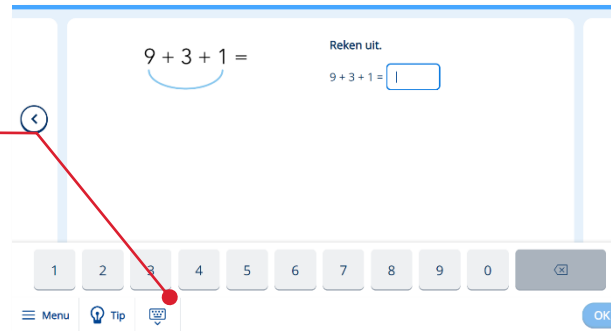 9 + 3 + 1 =
Reken uit.
9 + 3 + 1 =
1 2 3 4 5 6 7 8 9 0
Menu Tip OK